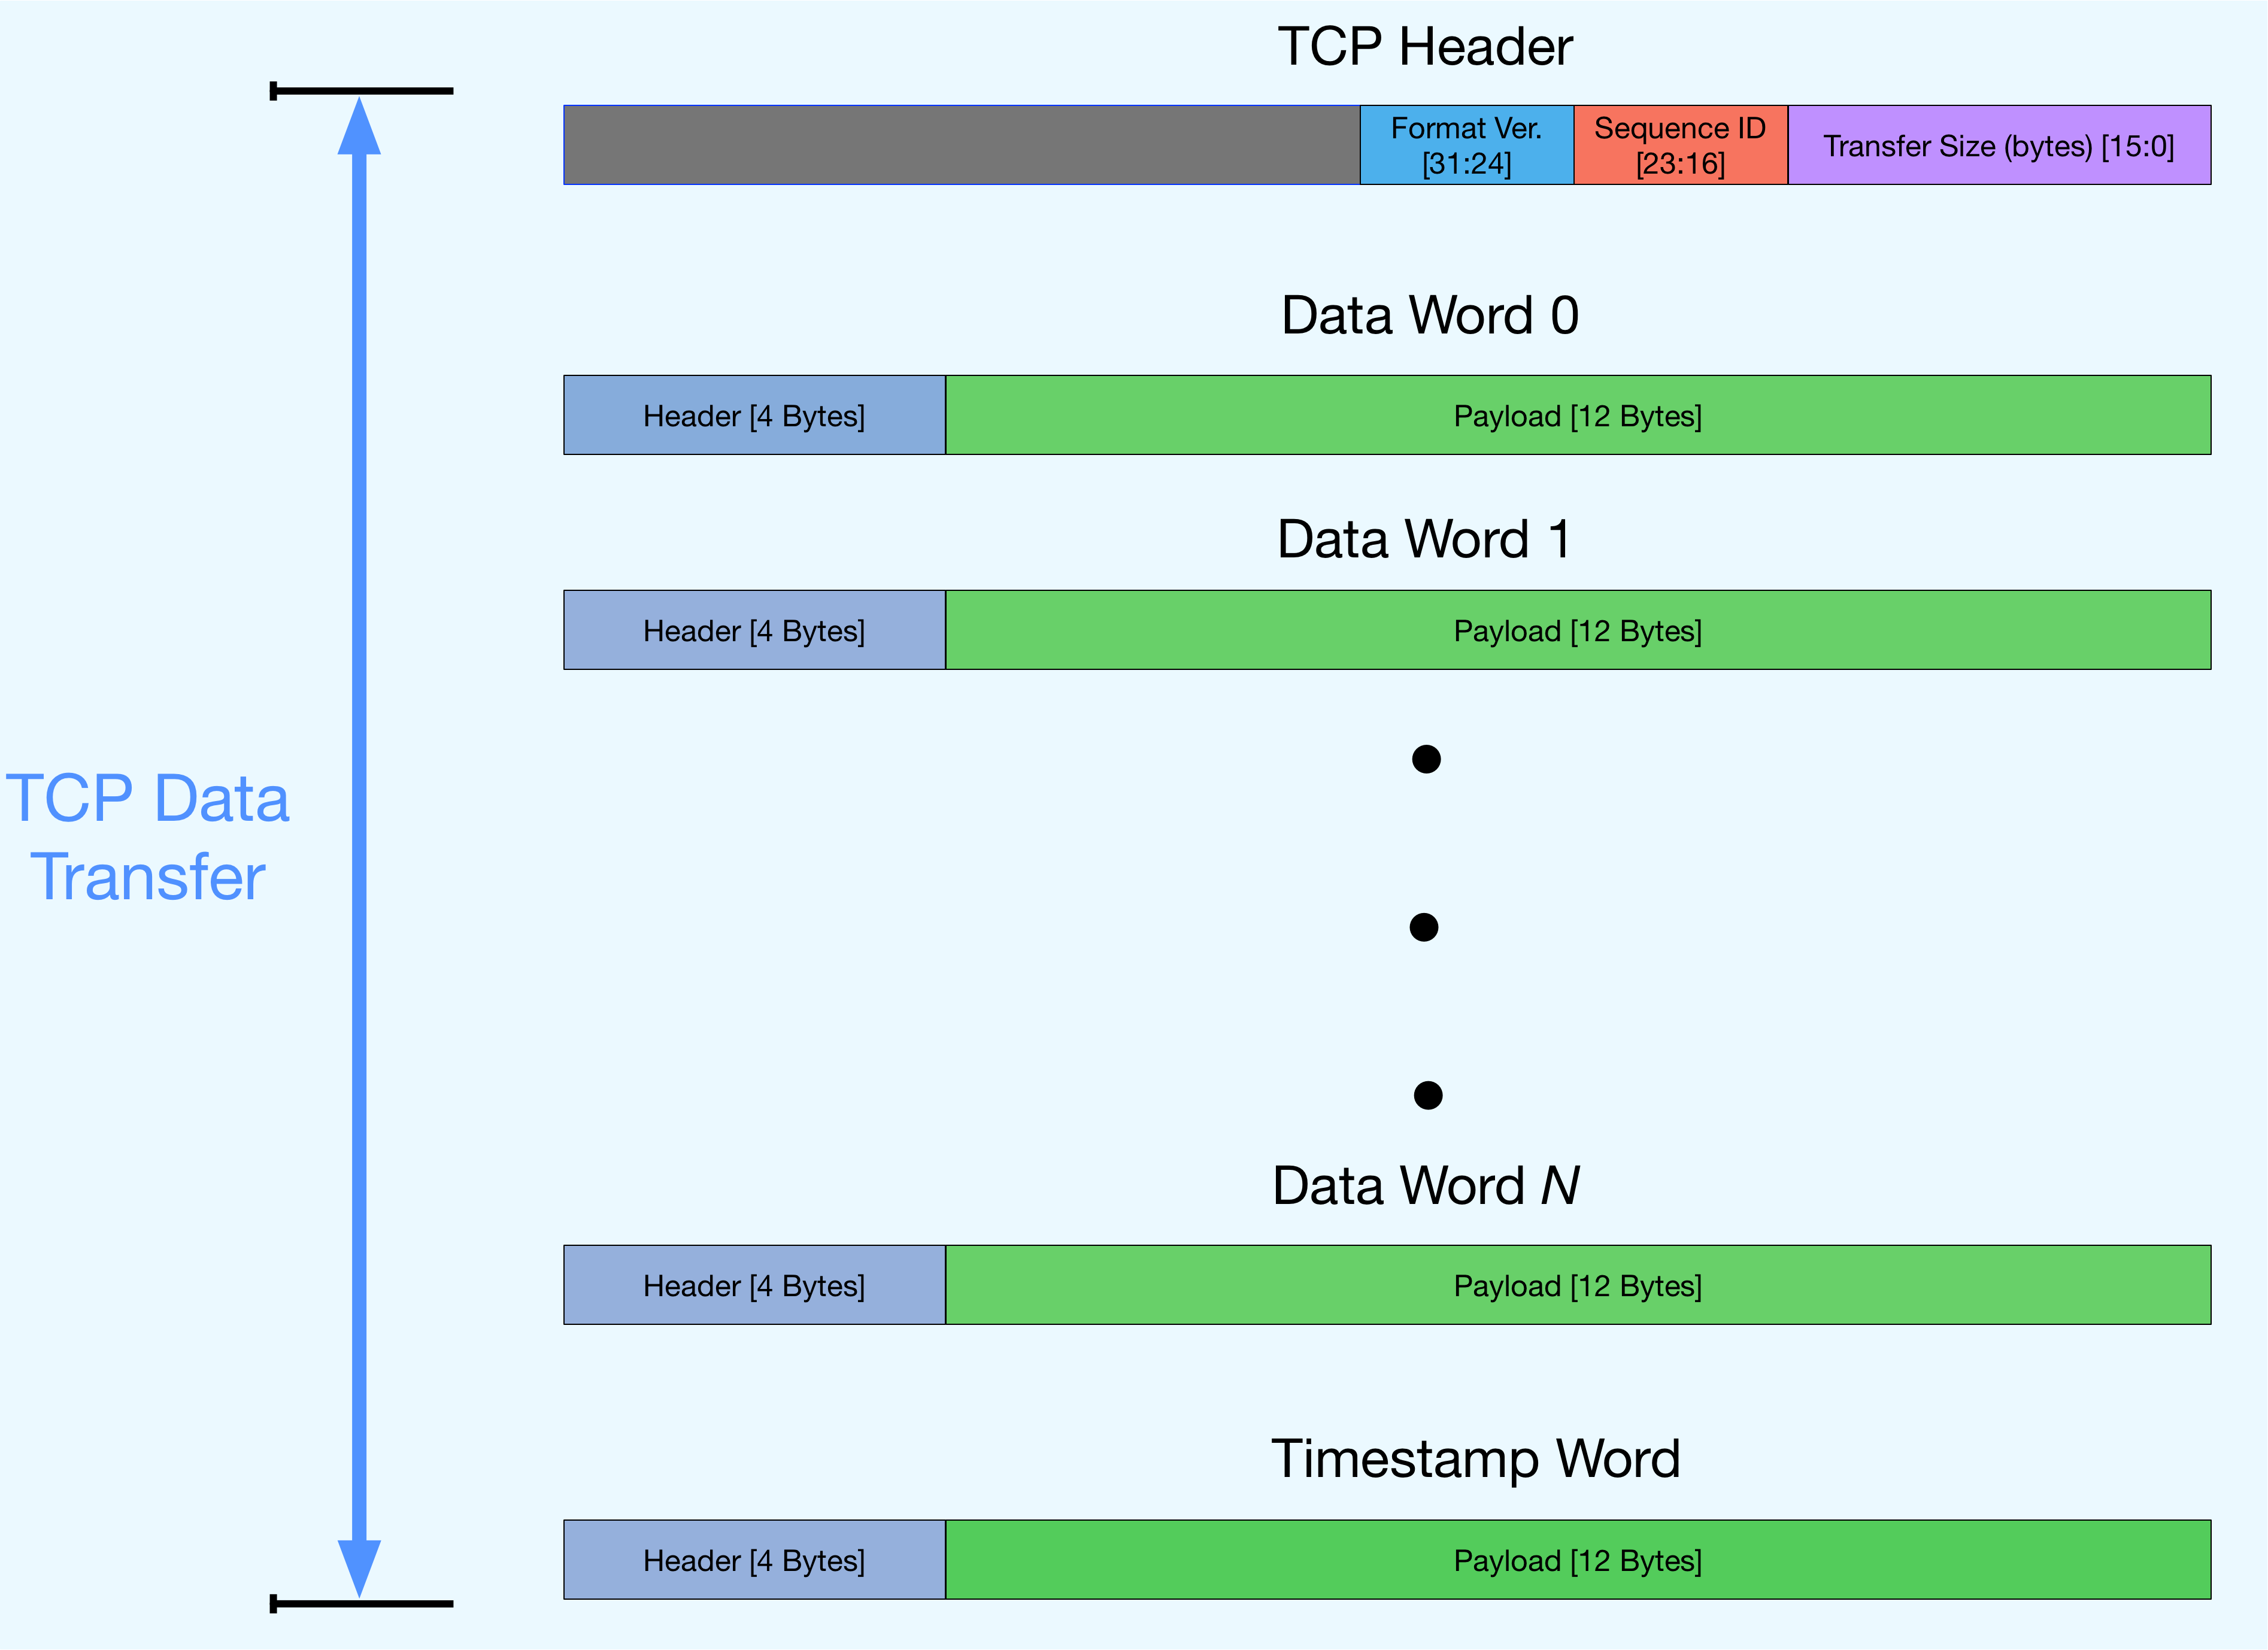 TCP Header
Format Ver.
[31:24]
Sequence ID
[23:16]
Transfer Size (bytes) [15:0]
Data Word 0
Header [4 Bytes]
Payload [12 Bytes]
Data Word 1
Header [4 Bytes]
Payload [12 Bytes]
TCP Data
Transfer
Data Word N
Header [4 Bytes]
Payload [12 Bytes]
Timestamp Word
Header [4 Bytes]
Payload [12 Bytes]